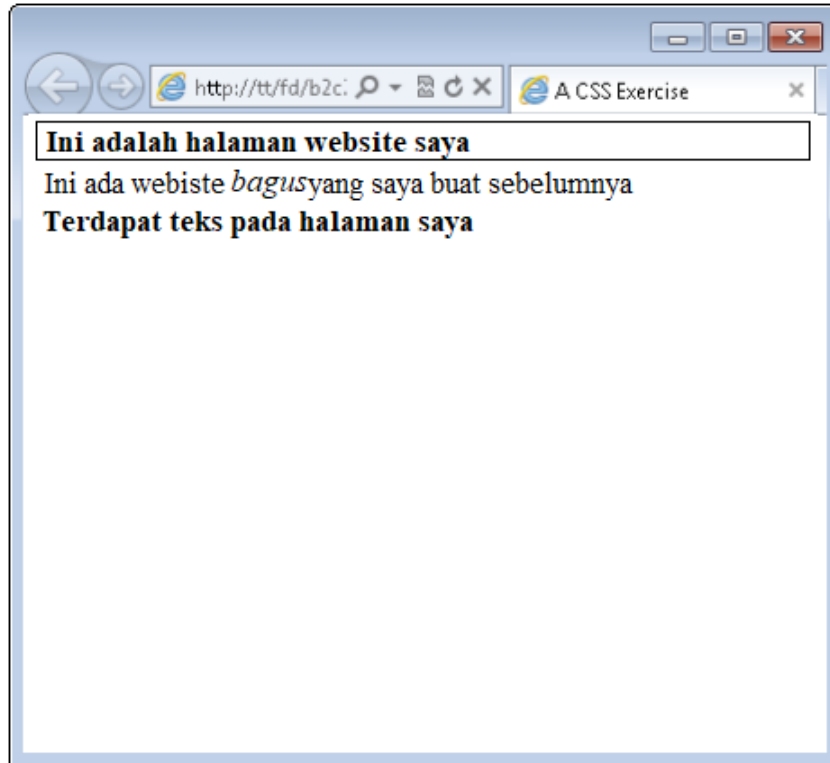 http://tt/fd/b2c:
A CSS Exercise
Ini adalah halaman website saya
Ini ada webiste bagusyang saya buat sebelumnya
Terdapat teks pada halaman saya